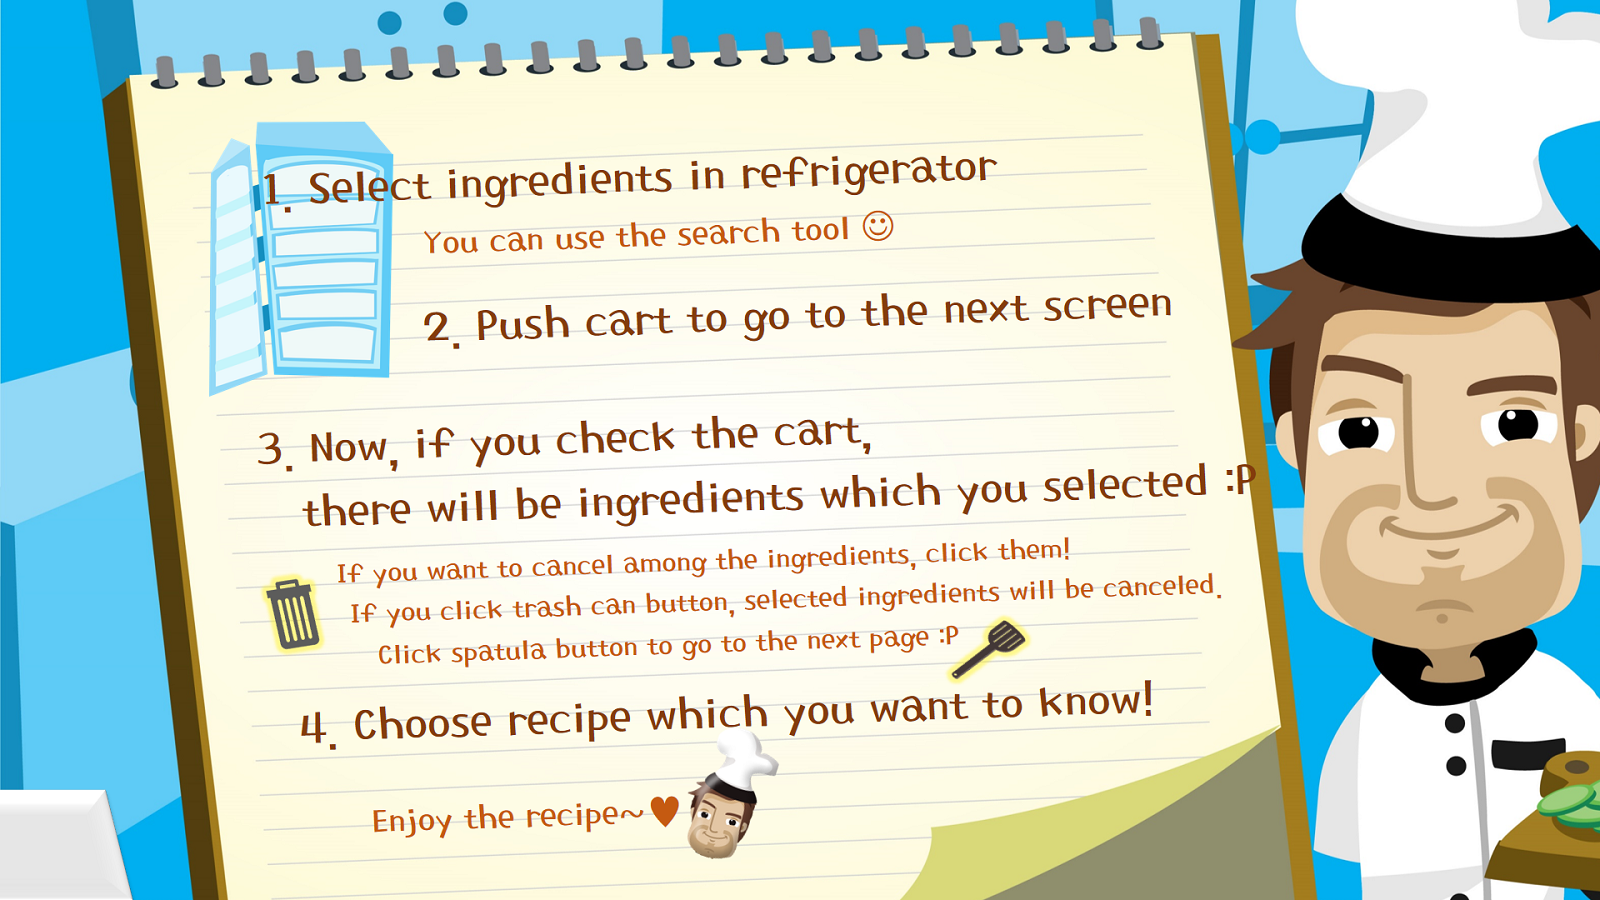 1. Select ingredients in refrigerator
You can use the search tool ☺
2. Push cart to go to the next screen
3. Now, if you check the cart,
there will be ingredients which you selected :P
If you want to cancel among the ingredients, click them!
If you click trash can button, selected ingredients will be canceled.
Click spatula button to go to the next page :P
4. Choose recipe which you want to know!
Enjoy the recipe~♥